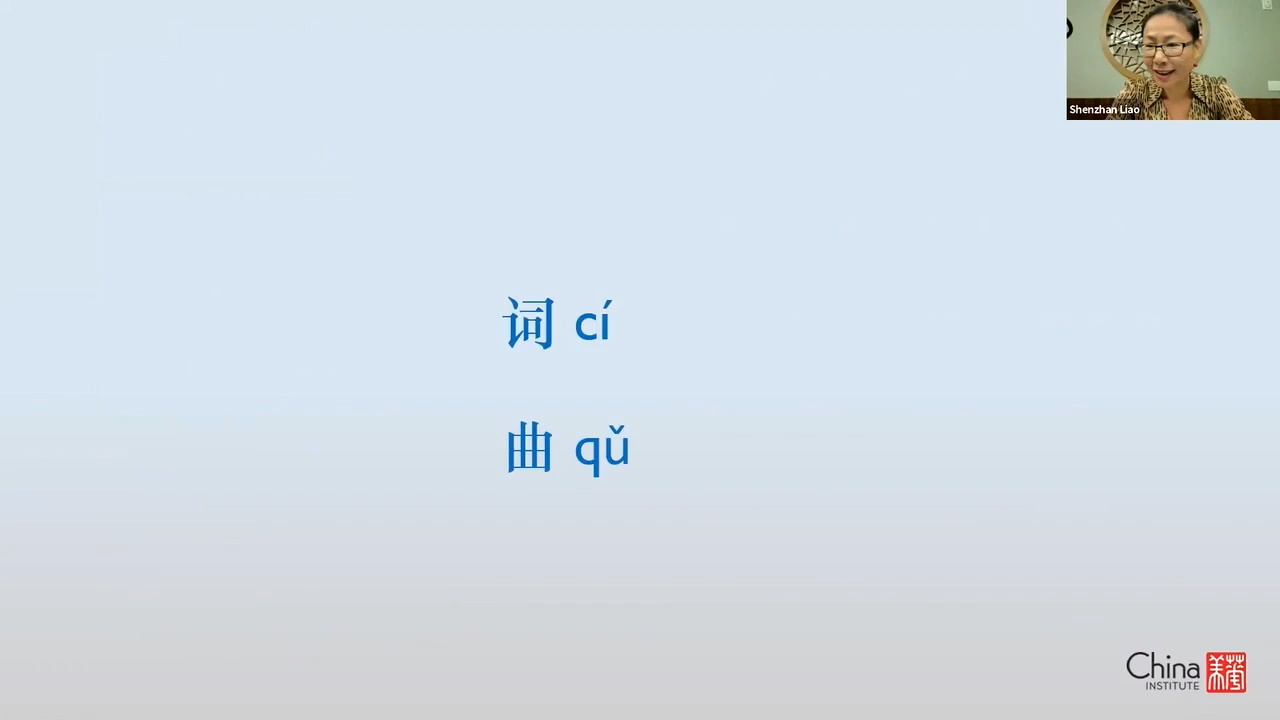 Shenzhan Liao
词 cí
曲 qǔ
China
INSTITUTE